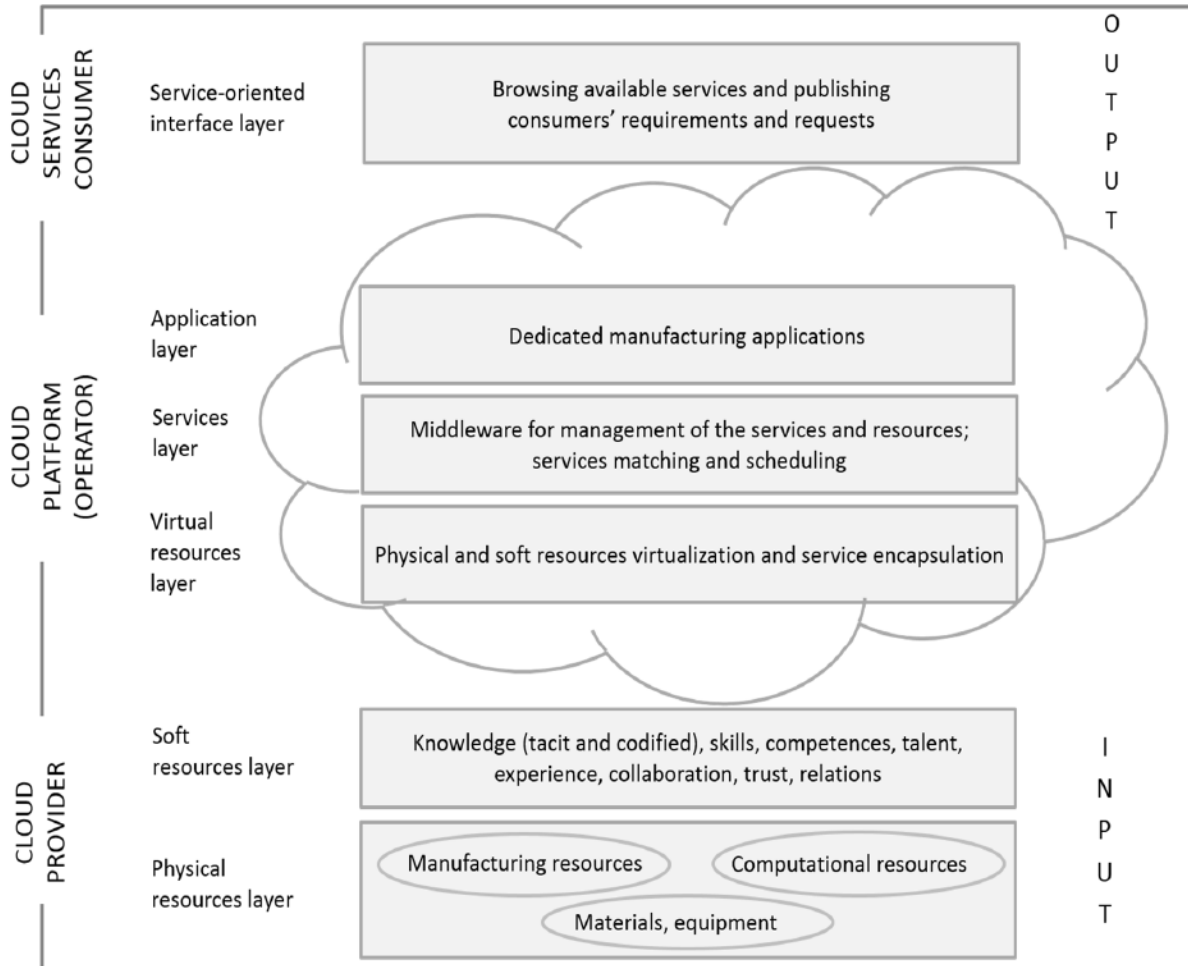 CLOUD
SERVICES
CONSUMER
Service-oriented
interface layer
Browsing available services and publishing
consumers’ requirements and requests
OUTPUT
CLOUD
PLATFORM
(OPERATOR)
Application
layer
Dedicated manufacturing applications
Services
layer
Middleware for management of the services and resources;
services matching and scheduling
Virtual
resources
layer
Physical and soft resources virtualization and service encapsulation
CLOUD
PROVIDER
Soft
resources layer
Knowledge (tacit and codified), skills, competences, talent,
experience, collaboration, trust, relations
Physical
resources layer
Manufacturing resources
Computational resources
Materials, equipment
INPUT